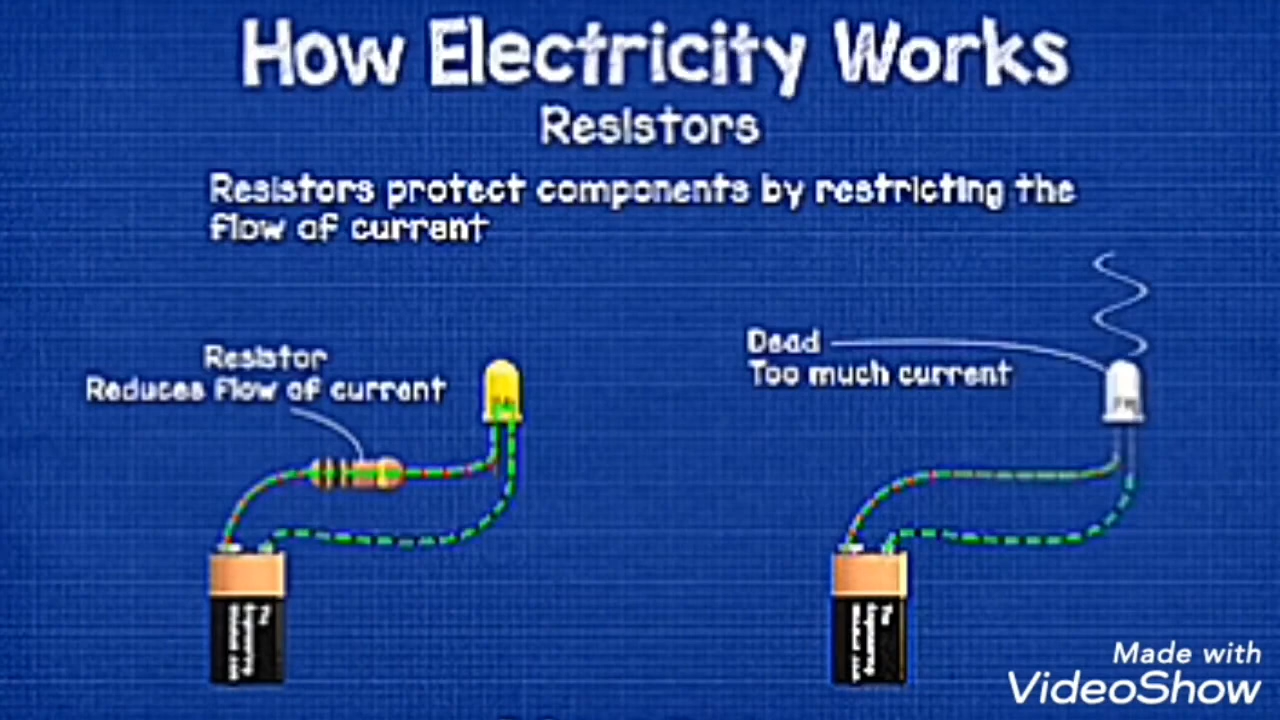 How Electricity Works
Resistors
Resistors protect components by restricting the
flow of current
Resistor
Reduces flow of current
Dead
Too much current
Made with
VideoShow